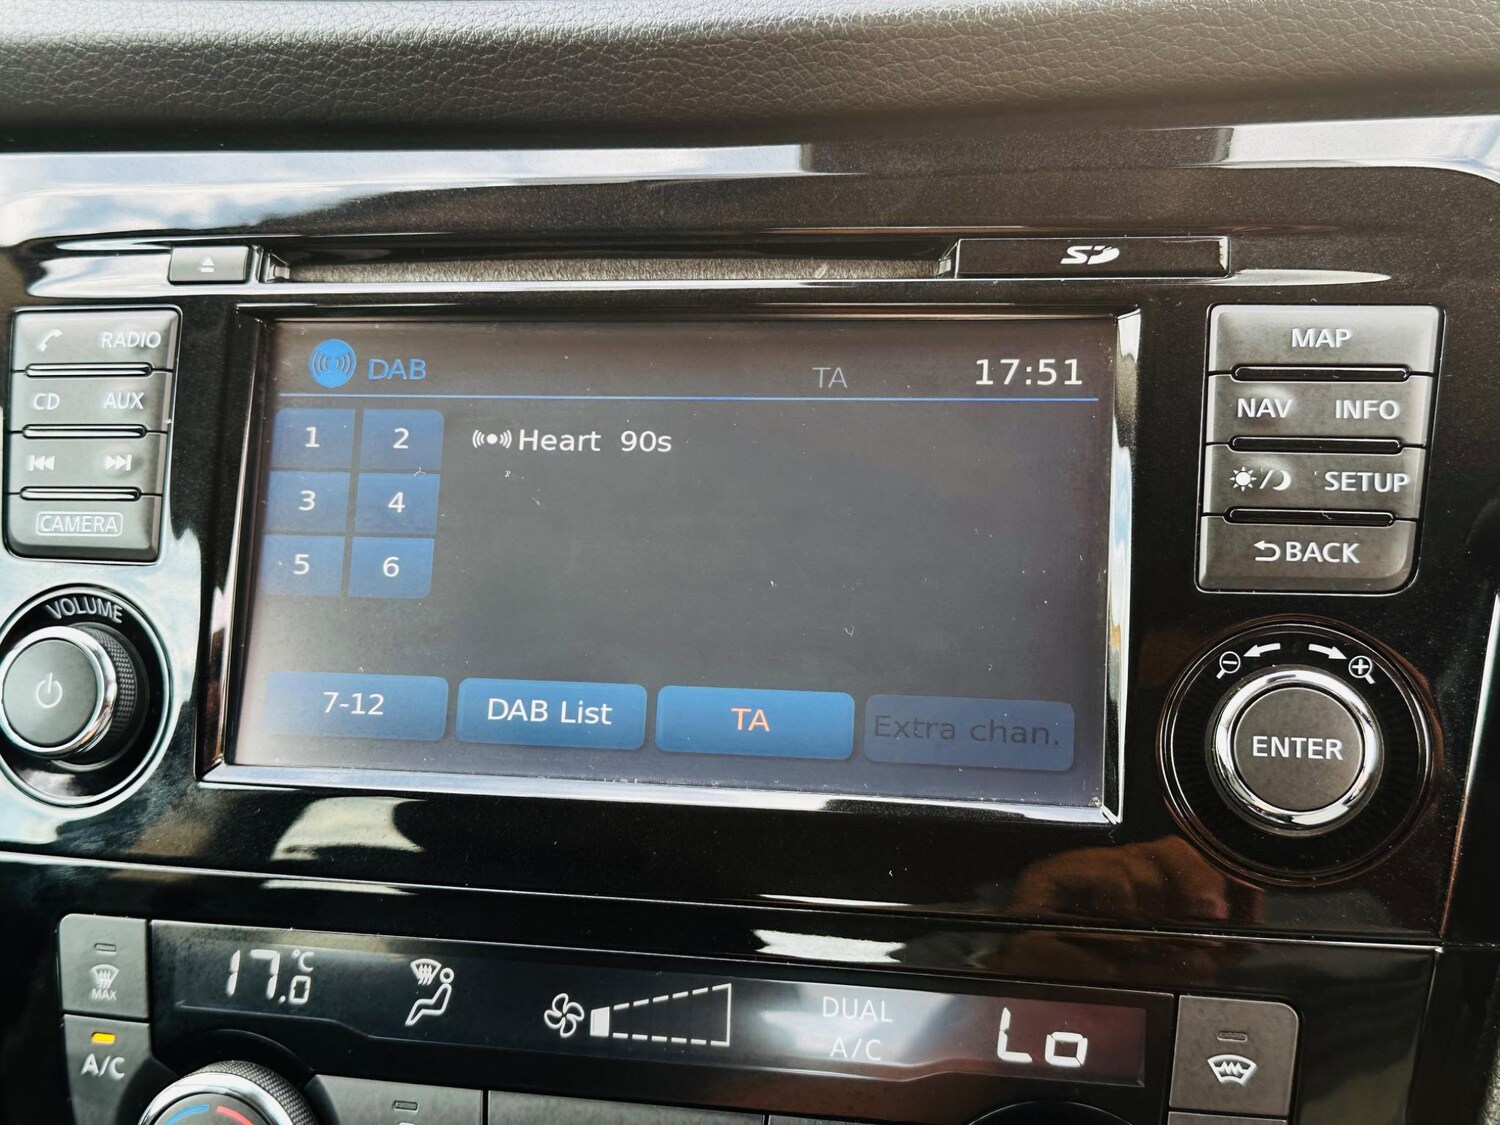 SD
RADIO
CD AUX
CAMERA
VOLUME
DAB TA 17:51
1 2 Heart 90s
3 4
5 6
7-12 DAB List TA Extra chan.
MAP
NAV INFO
SETUP
BACK
ENTER
MAX
A/C
17.0 °C
DUAL
A/C
Lo